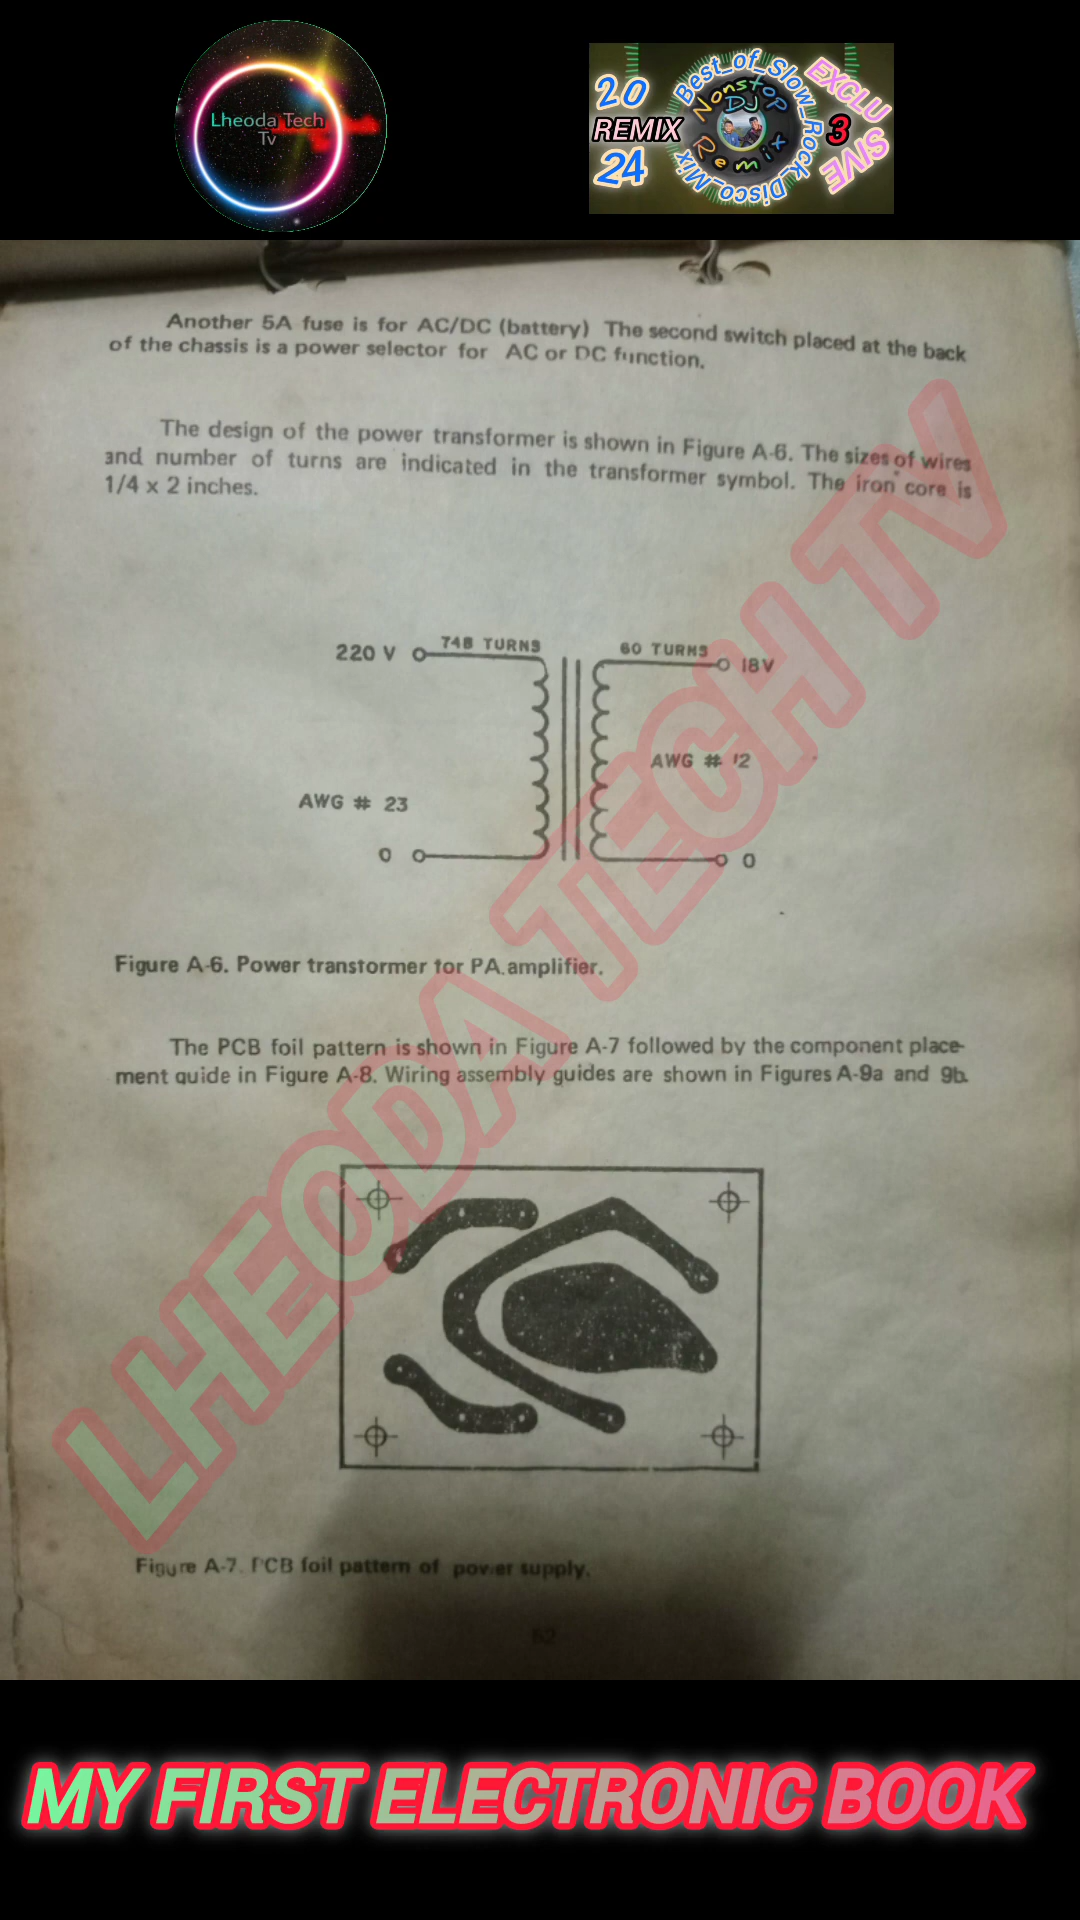 Lheoda Tech
Tv
20
REMIX
24
Best_of_Slow_Rock_Disco_Mix
Nonstop
DJ
Remix
EXCLU
SIVE
3
Another 5A fuse is for AC/DC (battery) The second switch placed at the back
of the chassis is a power selector for AC or DC function.
The design of the power transformer is shown in Figure A-6. The sizes of wires
and number of turns are indicated in the transformer symbol. The iron core is
1/4 x 2 inches.
220 V
748 TURNS
60 TURNS
18V
AWG # 12
AWG # 23
0
0
Figure A-6. Power transformer for PA.amplifier.
The PCB foil pattern is shown in Figure A-7 followed by the component place-
ment guide in Figure A-8. Wiring assembly guides are shown in Figures A-9a and 9b.
Figure A-7. PCB foil pattern of power supply.
62
LHEODA TECH TV
MY FIRST ELECTRONIC BOOK